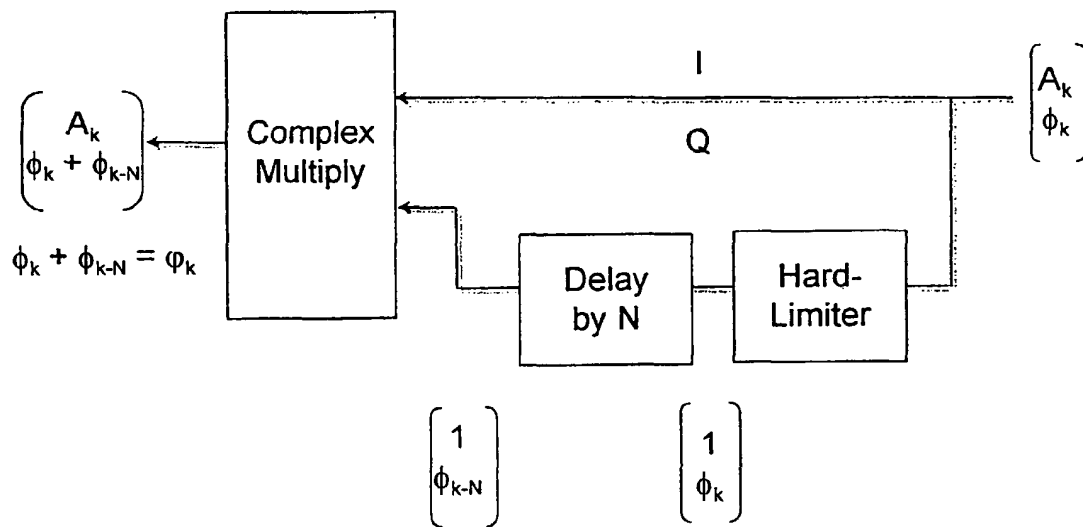 I
A_k
ϕ_k
Q
Complex
Multiply
A_k
ϕ_k + ϕ_k-N
ϕ_k + ϕ_k-N = φ_k
Delay
by N
Hard-
Limiter
1
ϕ_k-N
1
ϕ_k